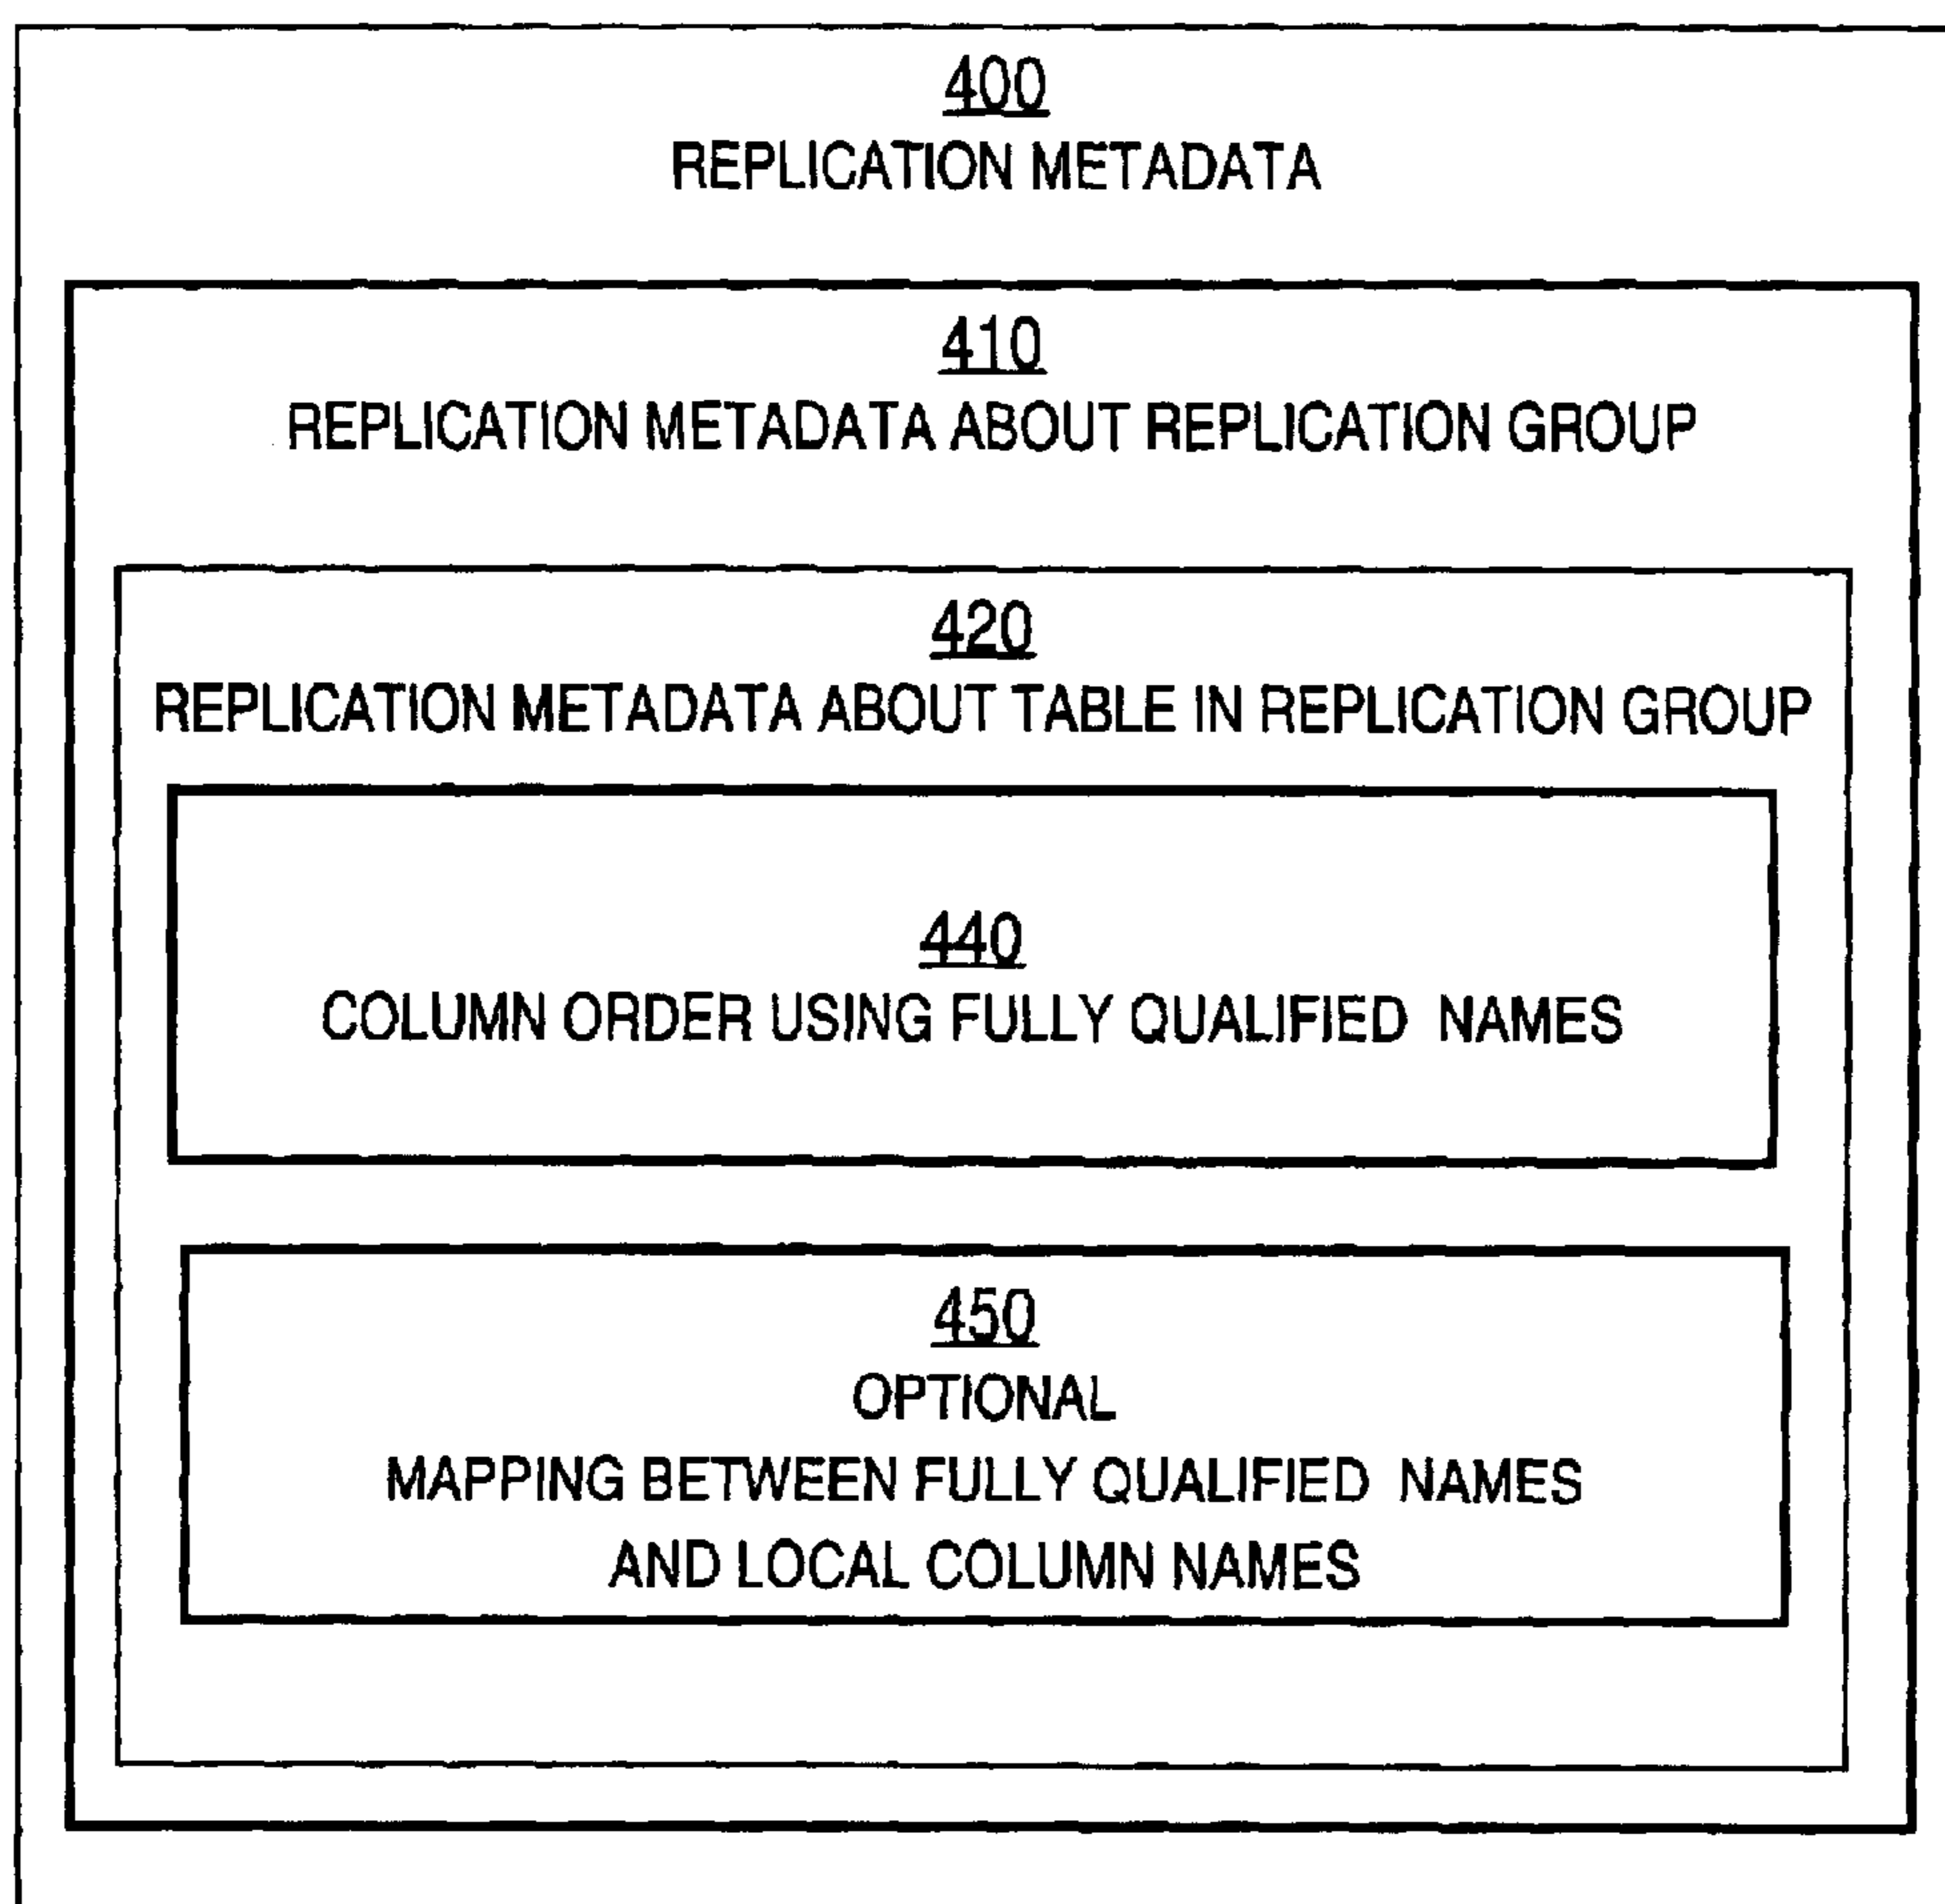 400
REPLICATION METADATA
410
REPLICATION METADATA ABOUT REPLICATION GROUP
420
REPLICATION METADATA ABOUT TABLE IN REPLICATION GROUP
440
COLUMN ORDER USING FULLY QUALIFIED NAMES
450
OPTIONAL
MAPPING BETWEEN FULLY QUALIFIED NAMES
AND LOCAL COLUMN NAMES